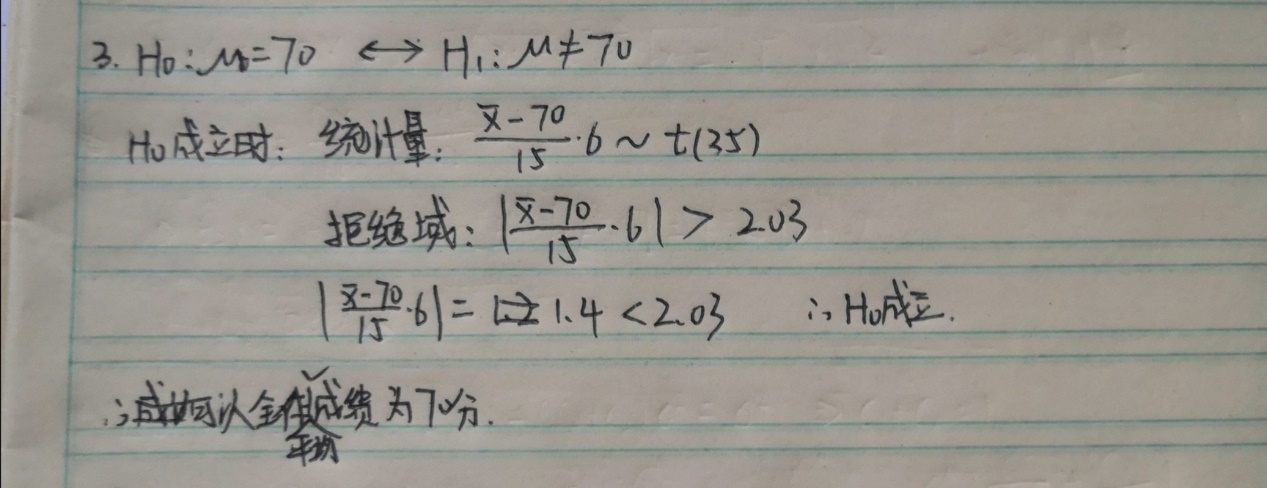 3. H₀: μ₀=70 ↔ H₁: μ≠70
H₀成立时: 统计量: (x̄-70)/15·6 ~ t(35)
拒绝域: |(x̄-70)/15·6| > 2.03
|(x̄-70)/15·6| = 1.4 < 2.03 ∴ H₀成立.
∴ 可以认全体成绩为70分.
平均